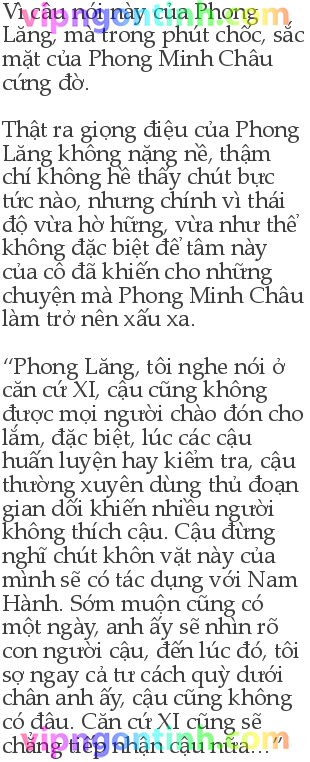 Vì câu nói này của Phong
Lăng, mà trong phút chốc, sắc
mặt của Phong Minh Châu
cứng đờ.
Thật ra giọng điệu của Phong
Lăng không nặng nề, thậm
chí không hề thấy chút bực
tức nào, nhưng chính vì thái
độ vừa hờ hững, vừa như thể
không đặc biệt để tâm này
của cô đã khiến cho những
chuyện mà Phong Minh Châu
làm trở nên xấu xa.
“Phong Lăng, tôi nghe nói ở
căn cứ XI, cậu cũng không
được mọi người chào đón cho
lắm, đặc biệt, lúc các cậu
huấn luyện hay kiểm tra, cậu
thường xuyên dùng thủ đoạn
gian dối khiến nhiều người
không thích cậu. Cậu đừng
nghĩ chút khôn vặt này của
mình sẽ có tác dụng với Nam
Hành. Sớm muộn cũng có
một ngày, anh ấy sẽ nhìn rõ
con người cậu, đến lúc đó, tôi
sợ ngay cả tư cách quỳ dưới
chân anh ấy, cậu cũng không
có đâu. Căn cứ XI cũng sẽ
chẳng tiếp nhận cậu nữa...”
vipngontinh.com
vipngontinh.com